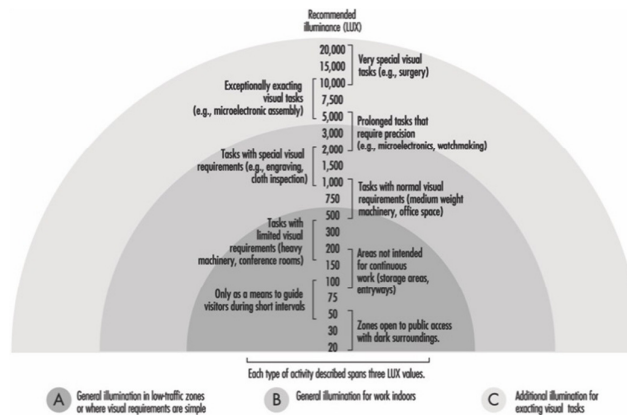 Recommended
illuminance (LUX)
20,000
15,000
10,000
7,500
5,000
3,000
2,000
1,500
1,000
750
500
300
200
150
100
75
50
30
20
Very special visual
tasks (e.g., surgery)
Exceptionally exacting
visual tasks
(e.g., microelectronic assembly)
Prolonged tasks that
require precision
(e.g., microelectronics, watchmaking)
Tasks with special visual
requirements (e.g., engraving,
cloth inspection)
Tasks with normal visual
requirements (medium weight
machinery, office space)
Tasks with
limited visual
requirements (heavy
machinery, conference rooms)
Areas not intended
for continuous
work (storage areas,
entryways)
Only as a means to guide
visitors during short intervals
Zones open to public access
with dark surroundings.
Each type of activity described spans three LUX values.
A
General illumination in low-traffic zones
or where visual requirements are simple
B
General illumination for work indoors
C
Additional illumination for
exacting visual tasks